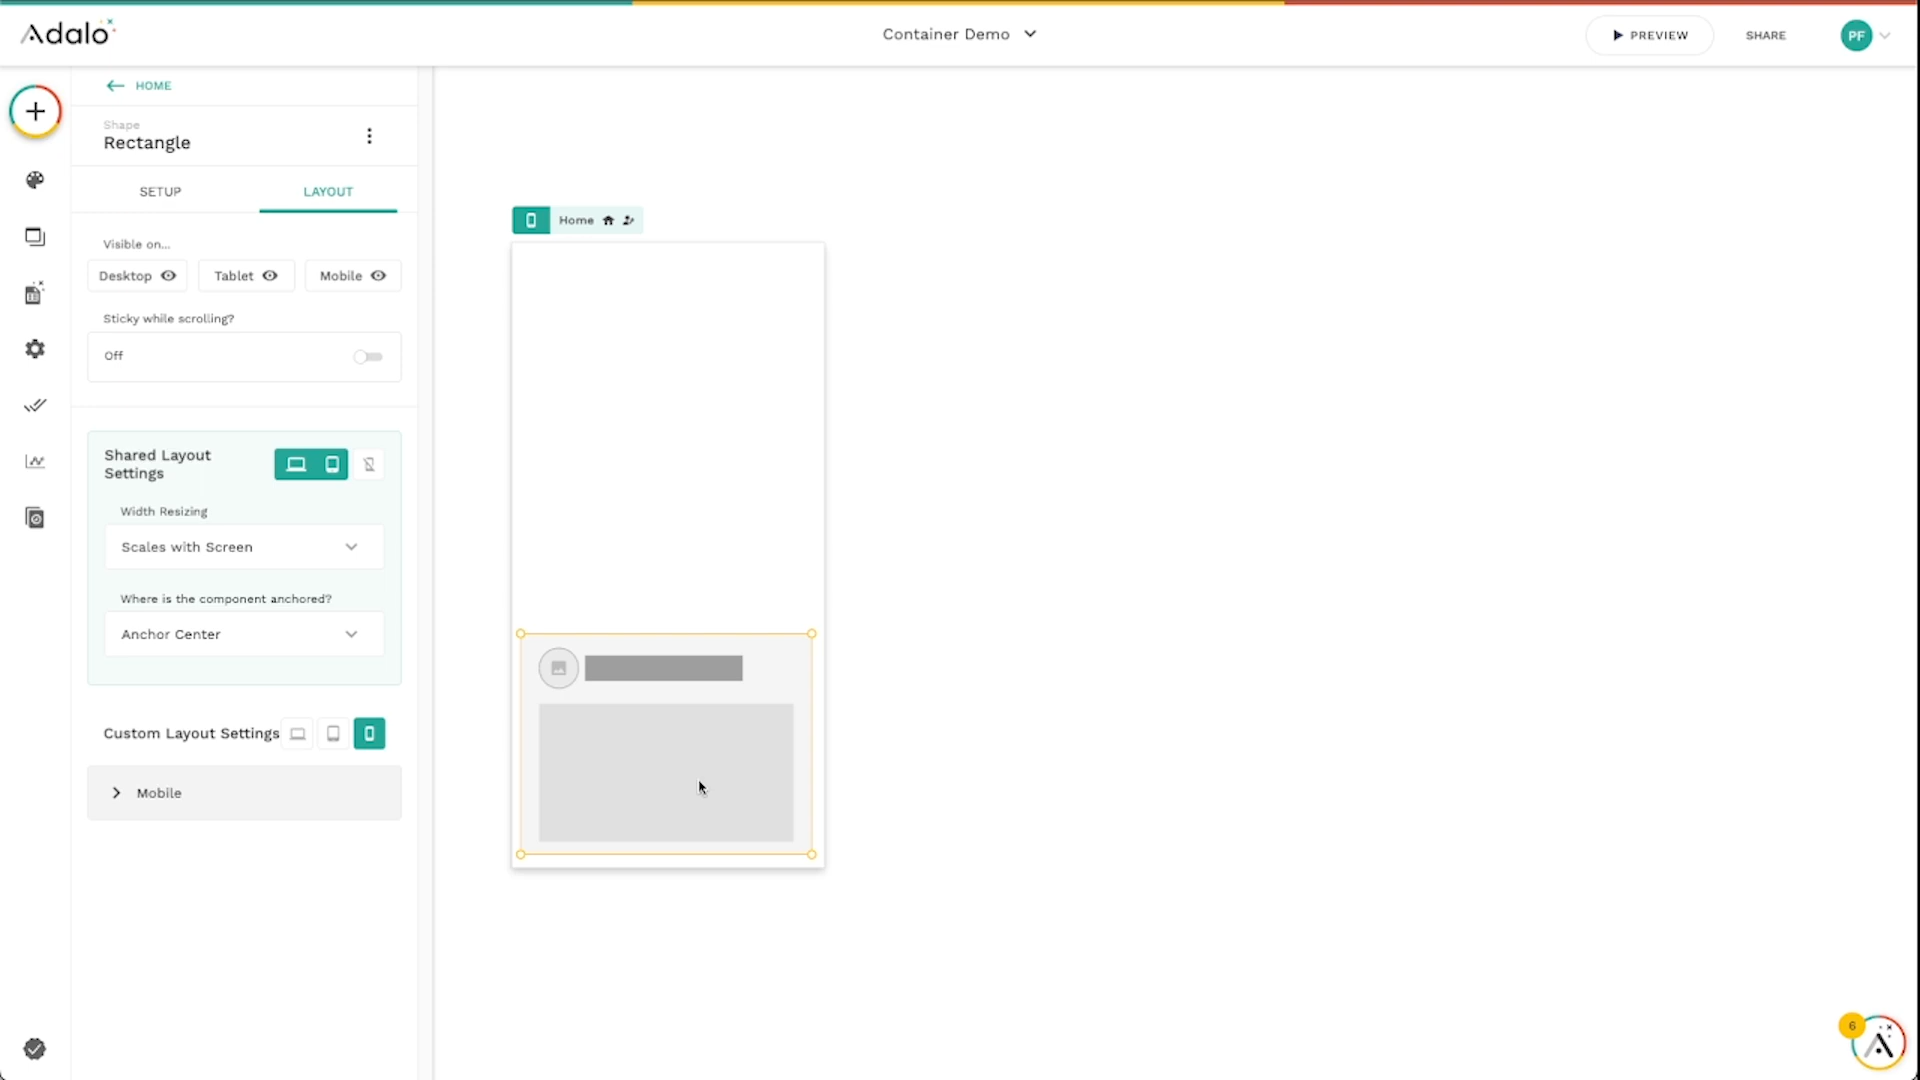 Adalo
Container Demo
PREVIEW
SHARE
PF
HOME
Shape
Rectangle
SETUP
LAYOUT
Visible on...
Desktop
Tablet
Mobile
Sticky while scrolling?
Off
Shared Layout
Settings
Width Resizing
Scales with Screen
Where is the component anchored?
Anchor Center
Custom Layout Settings
Mobile
Home
6